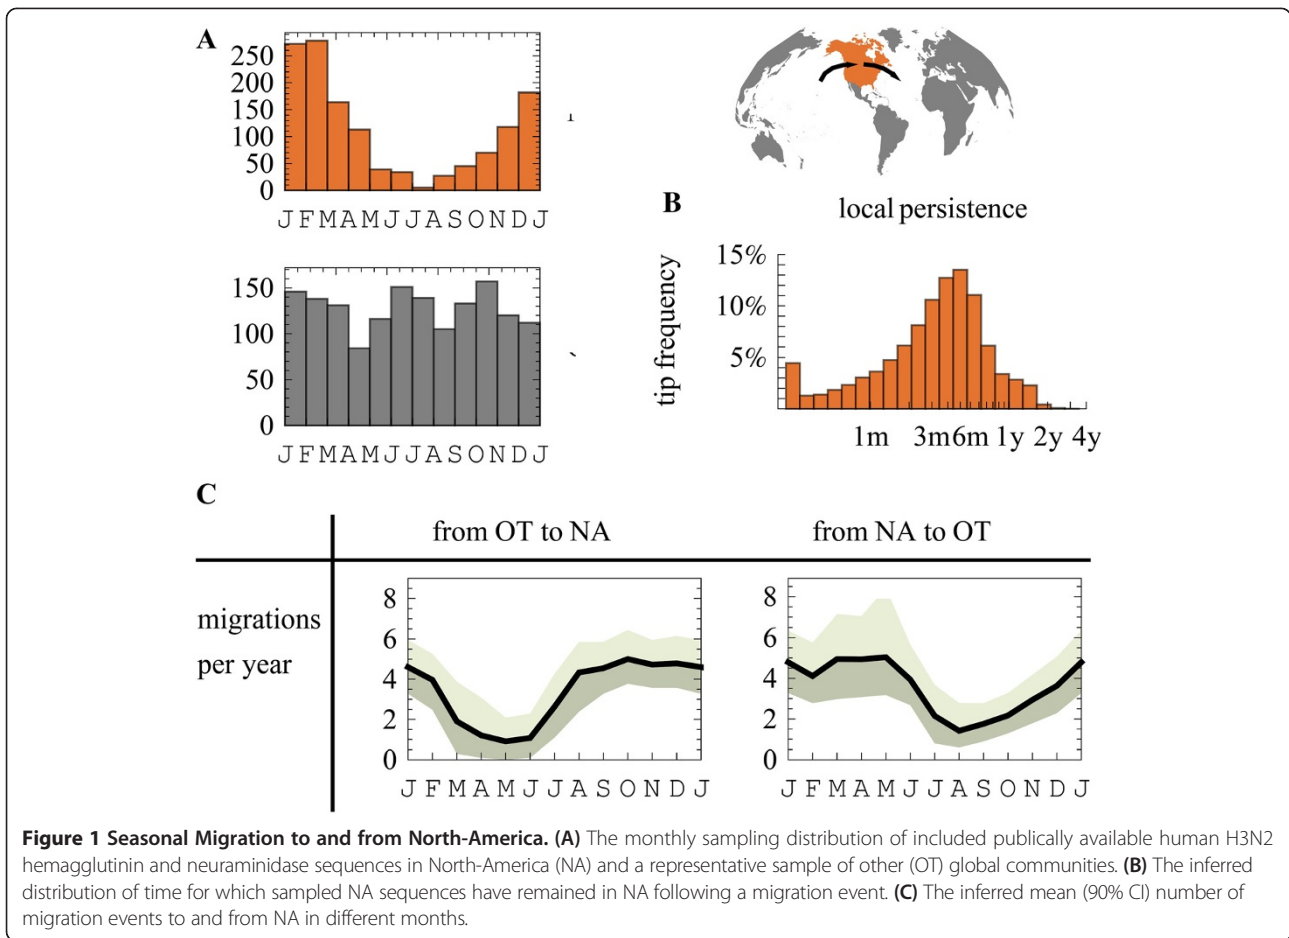 A
250
200
150
100
50
0
J F M A M J J A S O N D J
150
100
50
0
J F M A M J J A S O N D J
B
local persistence
tip frequency
15%
10%
5%
1m 3m 6m 1y 2y 4y
C
from OT to NA from NA to OT
migrations
per year
8
6
4
2
0
J F M A M J J A S O N D J
8
6
4
2
0
J F M A M J J A S O N D J
Figure 1 Seasonal Migration to and from North-America. (A) The monthly sampling distribution of included publically available human H3N2
hemagglutinin and neuraminidase sequences in North-America (NA) and a representative sample of other (OT) global communities. (B) The inferred
distribution of time for which sampled NA sequences have remained in NA following a migration event. (C) The inferred mean (90% CI) number of
migration events to and from NA in different months.